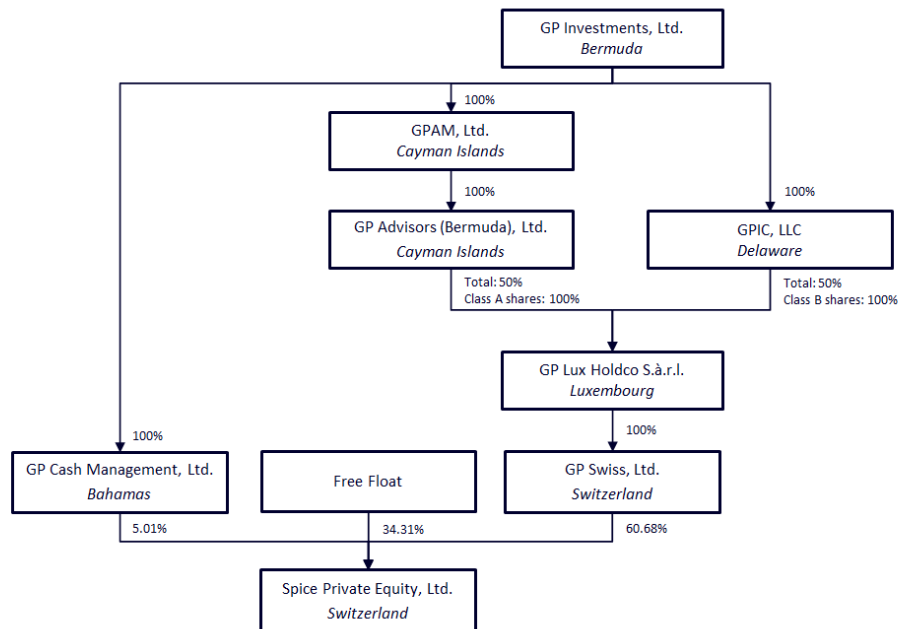 GP Investments, Ltd.
Bermuda
100%
GPAM, Ltd.
Cayman Islands
100%
100%
GP Advisors (Bermuda), Ltd.
Cayman Islands
GPIC, LLC
Delaware
Total: 50%
Class A shares: 100%
Total: 50%
Class B shares: 100%
GP Lux Holdco S.à.r.l.
Luxembourg
100%
100%
GP Cash Management, Ltd.
Bahamas
Free Float
GP Swiss, Ltd.
Switzerland
5.01%
34.31%
60.68%
Spice Private Equity, Ltd.
Switzerland